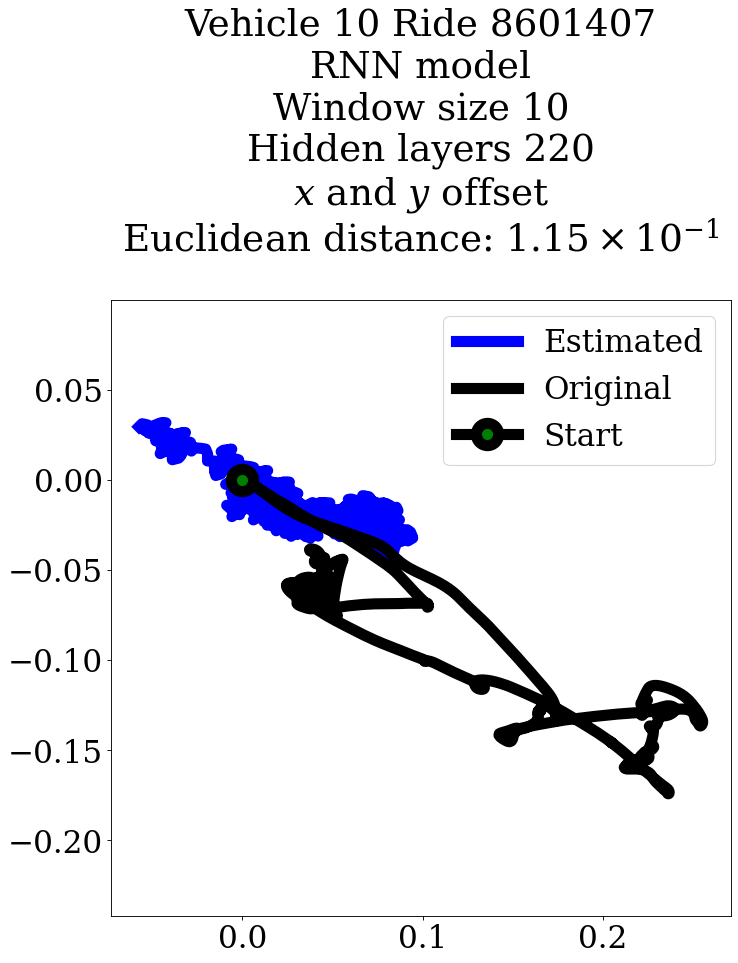 Vehicle 10 Ride 8601407
RNN model
Window size 10
Hidden layers 220
x and y offset
Euclidean distance: 1.15 × 10⁻¹
Estimated
Original
Start
0.05
0.00
−0.05
−0.10
−0.15
−0.20
0.0 0.1 0.2